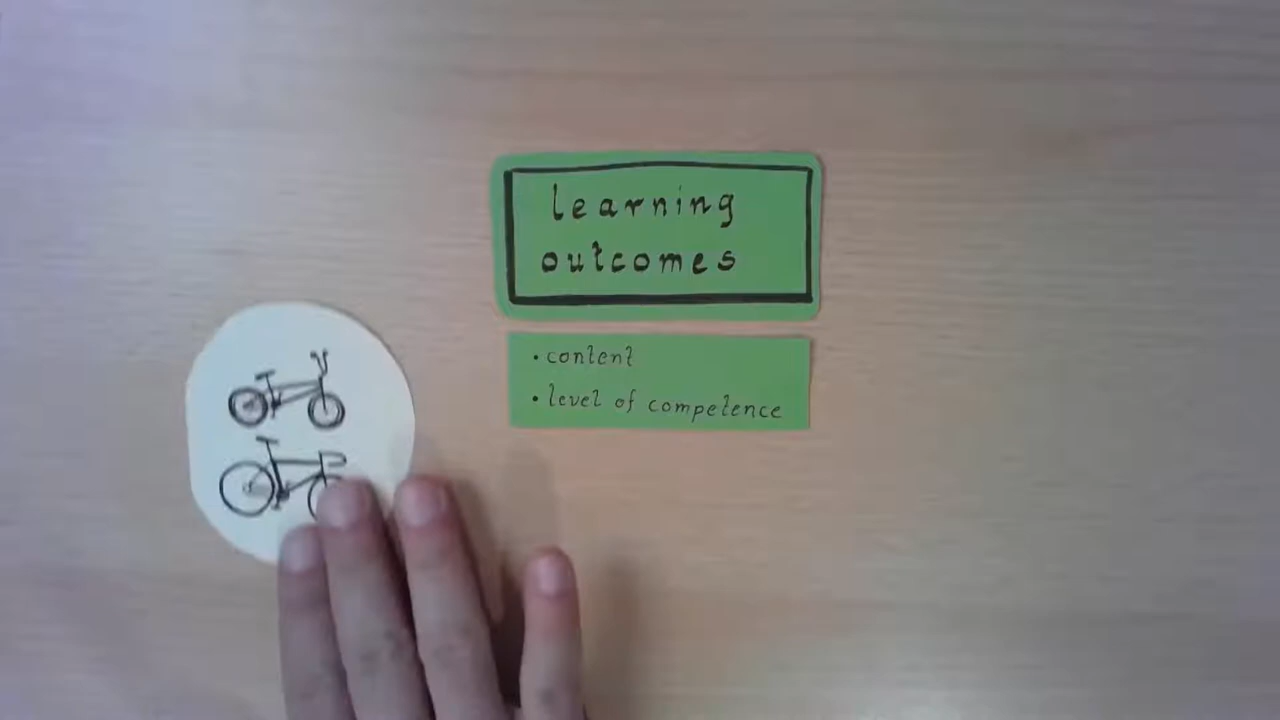 learning
outcomes
• content
• level of competence